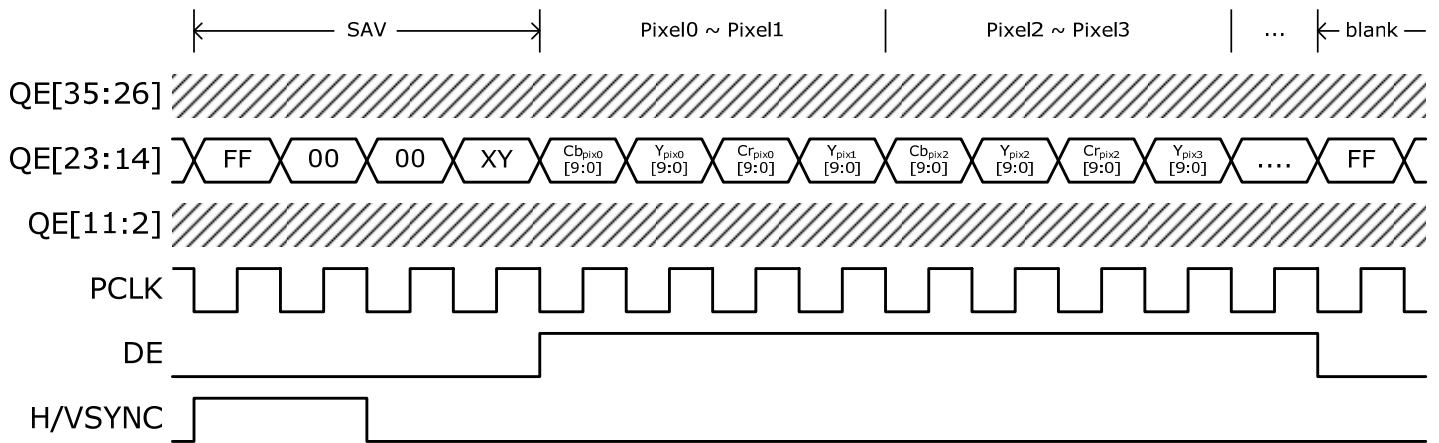 SAV Pixel0 ~ Pixel1 Pixel2 ~ Pixel3 ... blank
QE[35:26]
QE[23:14] FF 00 00 XY Cbpix0 [9:0] Ypix0 [9:0] Crpix0 [9:0] Ypix1 [9:0] Cbpix2 [9:0] Ypix2 [9:0] Crpix2 [9:0] Ypix3 [9:0] .... FF
QE[11:2]
PCLK
DE
H/VSYNC